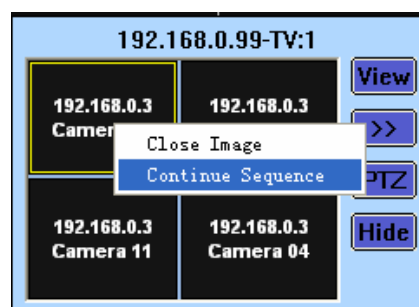 192.168.0.99-TV:1
View
192.168.0.3 192.168.0.3
>>
Close Image
Continue Sequence
PTZ
192.168.0.3 192.168.0.3
Camera 11 Camera 04
Hide